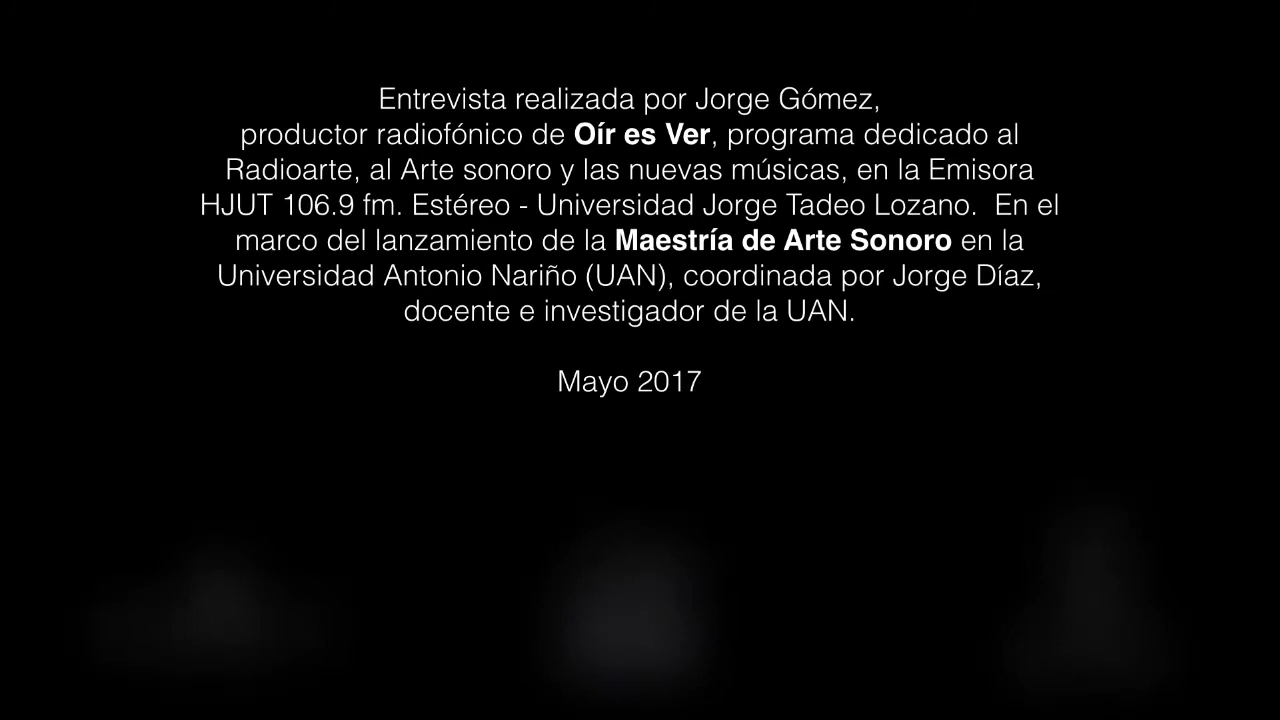 Entrevista realizada por Jorge Gómez,
productor radiofónico de Oír es Ver, programa dedicado al
Radioarte, al Arte sonoro y las nuevas músicas, en la Emisora
HJUT 106.9 fm. Estéreo - Universidad Jorge Tadeo Lozano.  En el
marco del lanzamiento de la Maestría de Arte Sonoro en la
Universidad Antonio Nariño (UAN), coordinada por Jorge Díaz,
docente e investigador de la UAN.
Mayo 2017